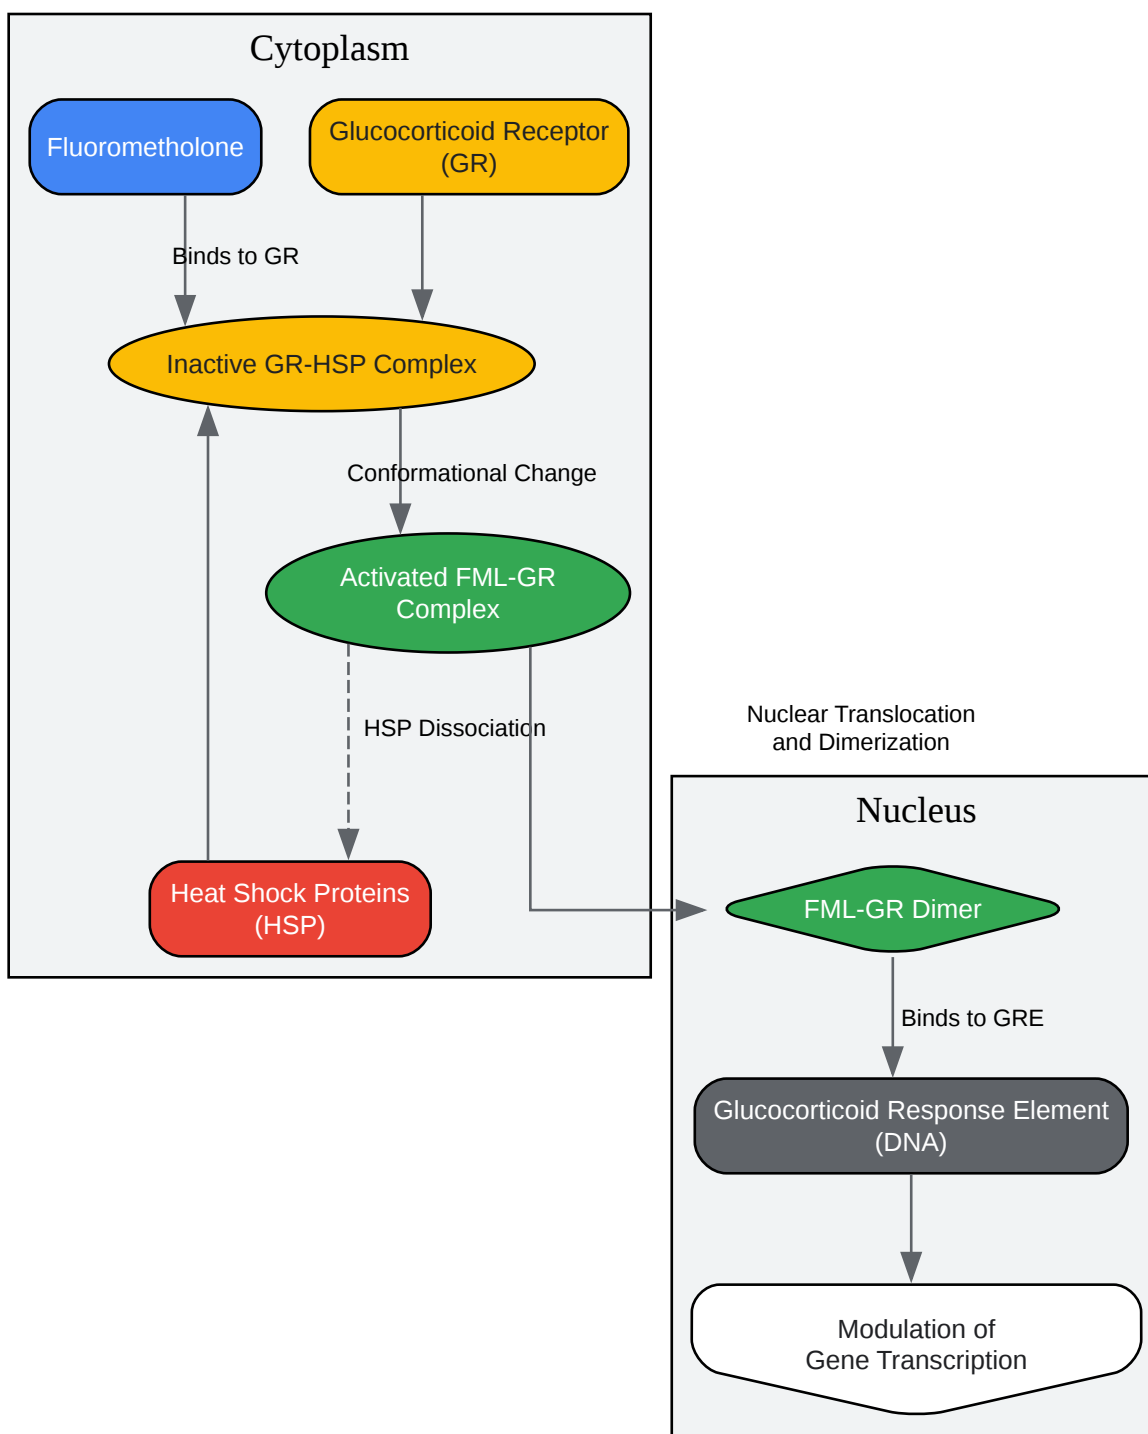 Cytoplasm
Fluorometholone
Glucocorticoid Receptor
(GR)
Binds to GR
Inactive GR-HSP Complex
Conformational Change
Activated FML-GR
Complex
HSP Dissociation
Heat Shock Proteins
(HSP)
Nuclear Translocation
and Dimerization
Nucleus
FML-GR Dimer
Binds to GRE
Glucocorticoid Response Element
(DNA)
Modulation of
Gene Transcription